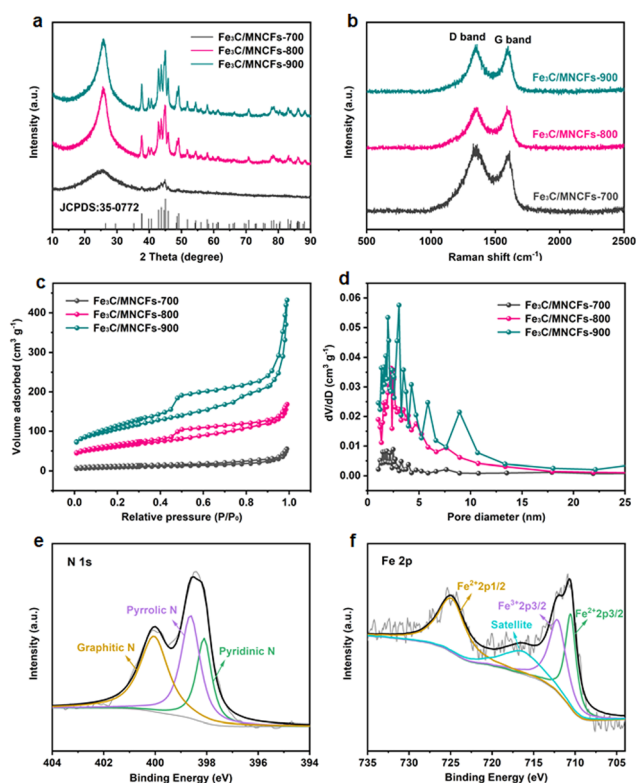 a
Fe₃C/MNCFs-700
Fe₃C/MNCFs-800
Fe₃C/MNCFs-900
Intensity (a.u.)
JCPDS:35-0772
10 20 30 40 50 60 70 80 90
2 Theta (degree)
b
D band G band
Fe₃C/MNCFs-900
Fe₃C/MNCFs-800
Fe₃C/MNCFs-700
Intensity (a.u.)
500 1000 1500 2000 2500
Raman shift (cm⁻¹)
c
Fe₃C/MNCFs-700
Fe₃C/MNCFs-800
Fe₃C/MNCFs-900
Volume adsorbed (cm³ g⁻¹)
400
300
200
100
0
0.0 0.2 0.4 0.6 0.8 1.0
Relative pressure (P/P₀)
d
Fe₃C/MNCFs-700
Fe₃C/MNCFs-800
Fe₃C/MNCFs-900
dV/dD (cm³ g⁻¹)
0.06
0.05
0.04
0.03
0.02
0.01
0.00
0 5 10 15 20 25
Pore diameter (nm)
e
N 1s
Pyrrolic N
Graphitic N
Pyridinic N
Intensity (a.u.)
404 402 400 398 396 394
Binding Energy (eV)
f
Fe 2p
Fe²⁺2p1/2
Fe³⁺2p3/2
Fe²⁺2p3/2
Satellite
Intensity (a.u.)
735 730 725 720 715 710 705
Binding Energy (eV)